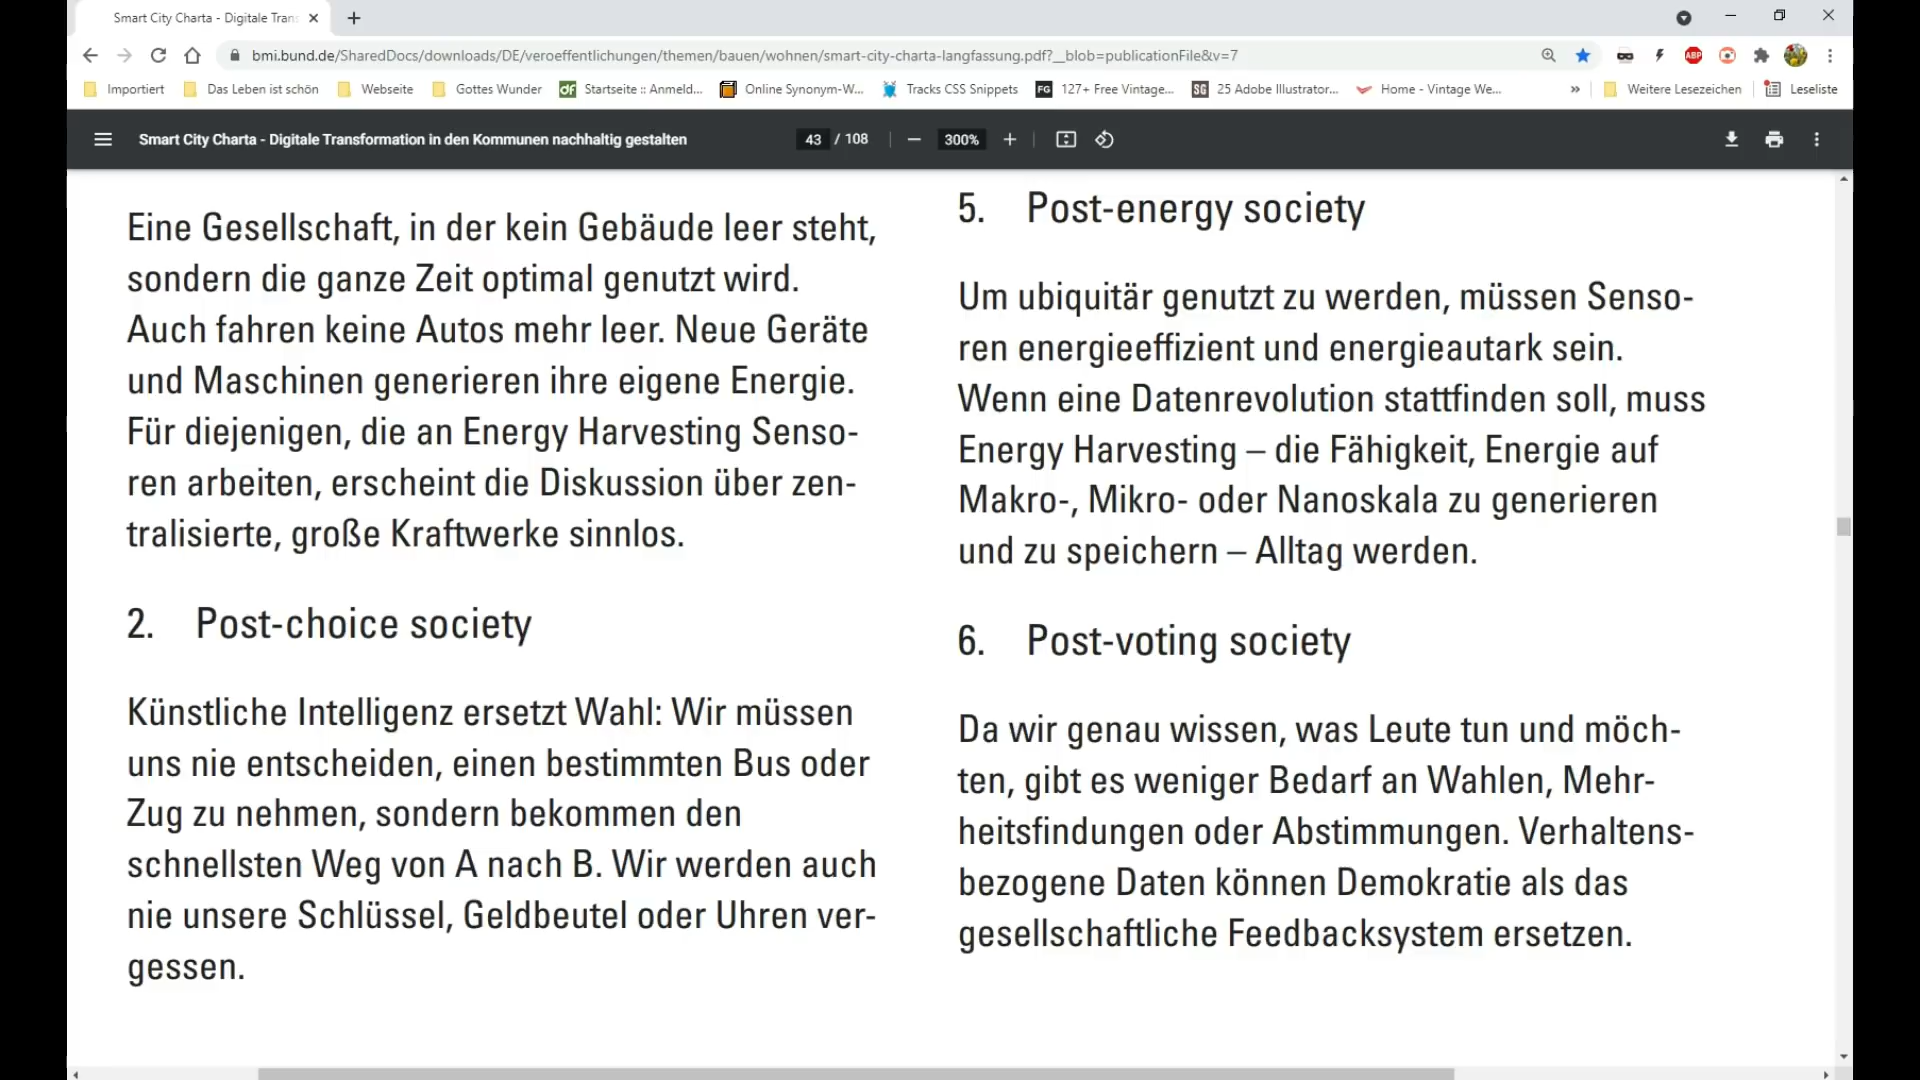 Smart City Charta - Digitale Tran
bmi.bund.de/SharedDocs/downloads/DE/veroeffentlichungen/themen/bauen/wohnen/smart-city-charta-langfassung.pdf?__blob=publicationFile&v=7
ABP
Importiert
Das Leben ist schön
Webseite
Gottes Wunder
df Startseite :: Anmeld...
Online Synonym-W...
Tracks CSS Snippets
FG 127+ Free Vintage...
SG 25 Adobe Illustrator...
Home - Vintage We...
»
Weitere Lesezeichen
Leseliste
Smart City Charta - Digitale Transformation in den Kommunen nachhaltig gestalten
43 / 108
300%
Eine Gesellschaft, in der kein Gebäude leer steht,
sondern die ganze Zeit optimal genutzt wird.
Auch fahren keine Autos mehr leer. Neue Geräte
und Maschinen generieren ihre eigene Energie.
Für diejenigen, die an Energy Harvesting Senso-
ren arbeiten, erscheint die Diskussion über zen-
tralisierte, große Kraftwerke sinnlos.
2. Post-choice society
Künstliche Intelligenz ersetzt Wahl: Wir müssen
uns nie entscheiden, einen bestimmten Bus oder
Zug zu nehmen, sondern bekommen den
schnellsten Weg von A nach B. Wir werden auch
nie unsere Schlüssel, Geldbeutel oder Uhren ver-
gessen.
5. Post-energy society
Um ubiquitär genutzt zu werden, müssen Senso-
ren energieeffizient und energieautark sein.
Wenn eine Datenrevolution stattfinden soll, muss
Energy Harvesting – die Fähigkeit, Energie auf
Makro-, Mikro- oder Nanoskala zu generieren
und zu speichern – Alltag werden.
6. Post-voting society
Da wir genau wissen, was Leute tun und möch-
ten, gibt es weniger Bedarf an Wahlen, Mehr-
heitsfindungen oder Abstimmungen. Verhaltens-
bezogene Daten können Demokratie als das
gesellschaftliche Feedbacksystem ersetzen.